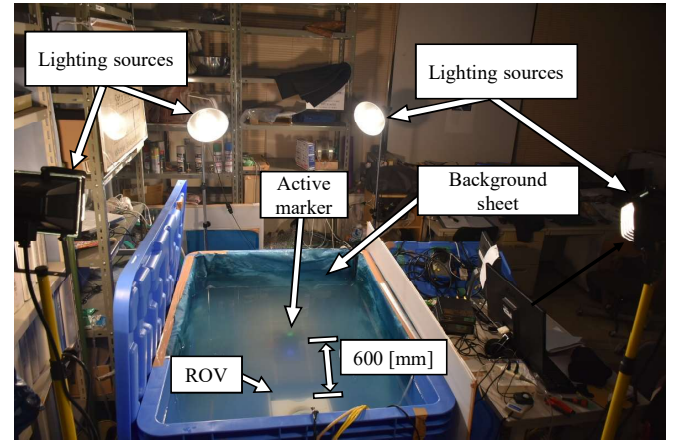 Lighting sources
Lighting sources
Active
marker
Background
sheet
600 [mm]
ROV